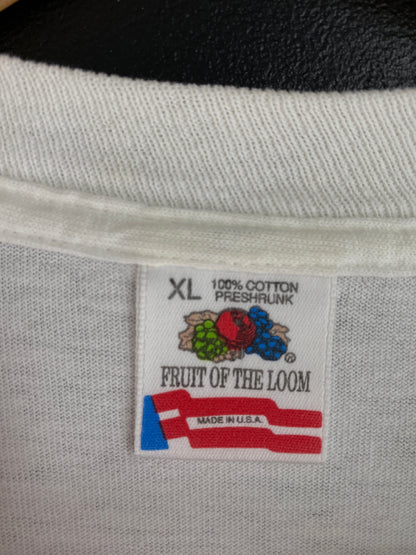 XL 100% COTTON
PRESHRUNK
®
FRUIT OF THE LOOM
MADE IN U.S.A.